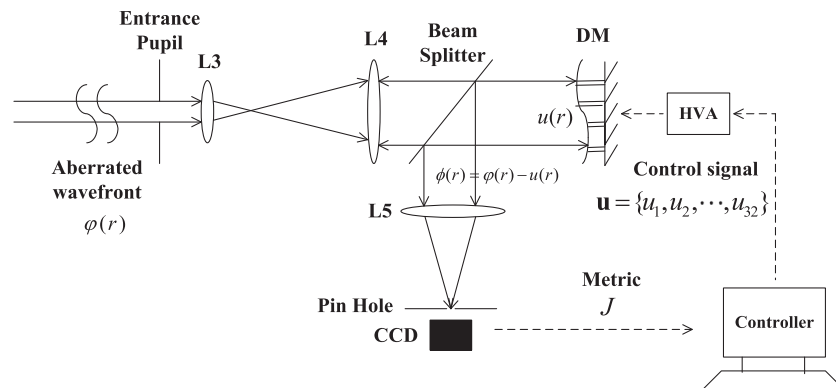 Entrance
Pupil
L3
L4
Beam
Splitter
DM
u(r)
HVA
Aberrated
wavefront
φ(r)
ϕ(r) = φ(r) − u(r)
Control signal
u = {u₁, u₂, ⋯, u₃₂}
L5
Pin Hole
CCD
Metric
J
Controller